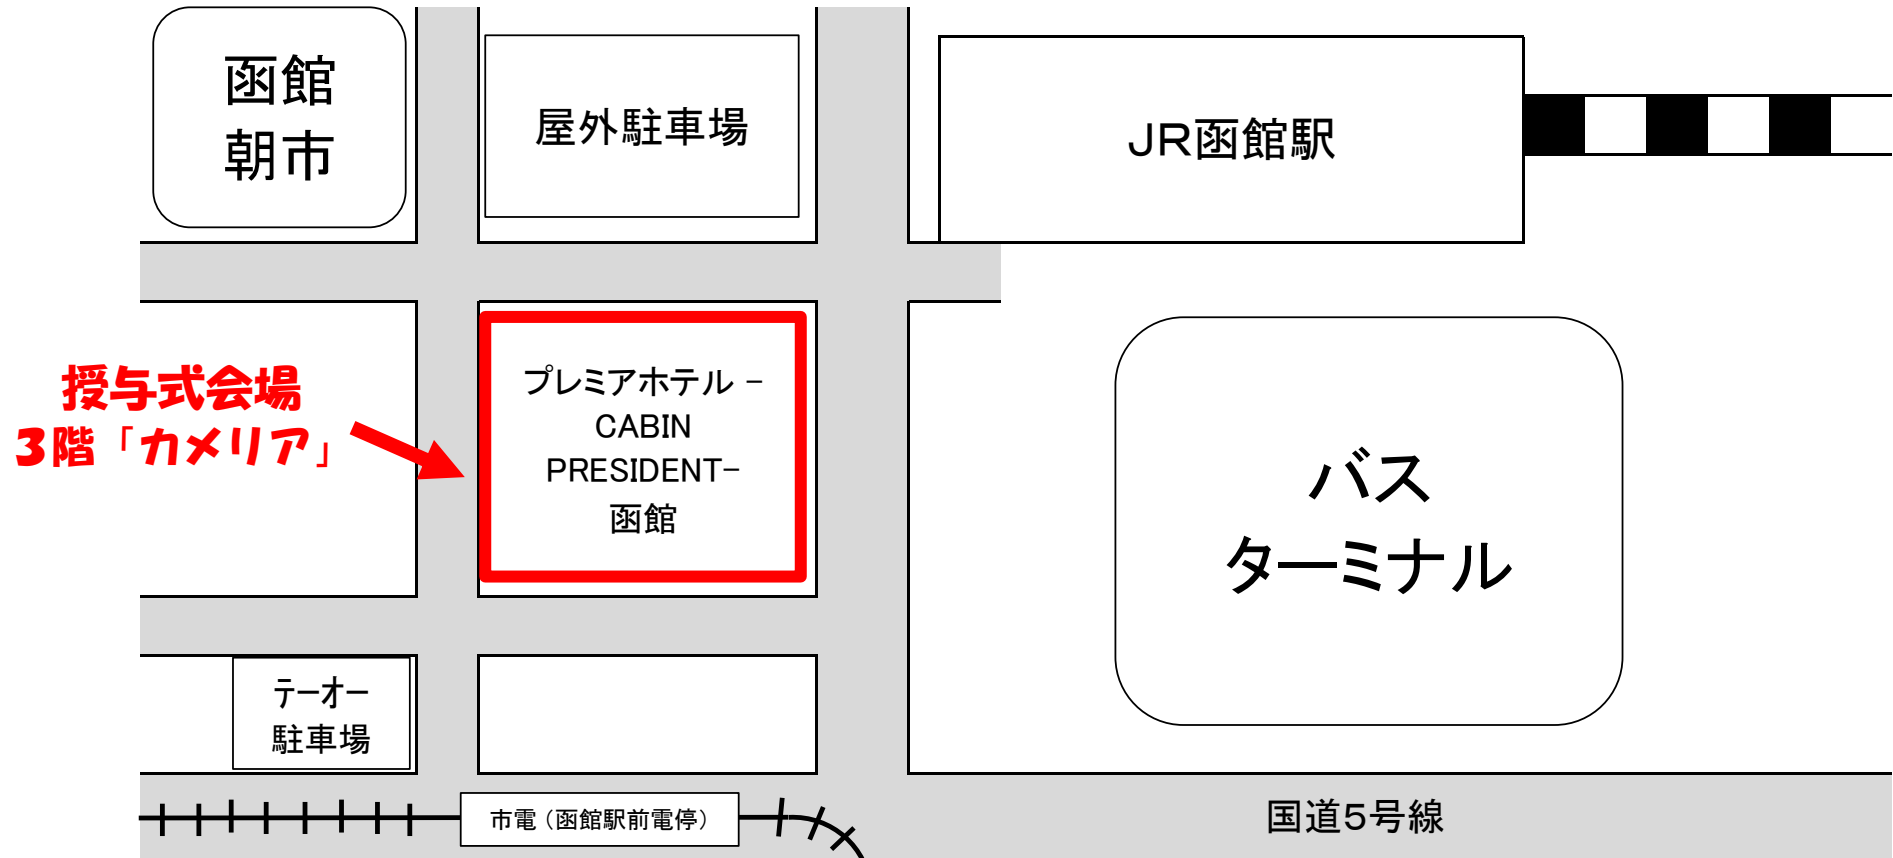 函館
朝市
屋外駐車場
JR函館駅
授与式会場
3階「カメリア」
プレミアホテル －
CABIN
PRESIDENT－
函館
バス
ターミナル
テーオー
駐車場
市電（函館駅前電停）
国道5号線